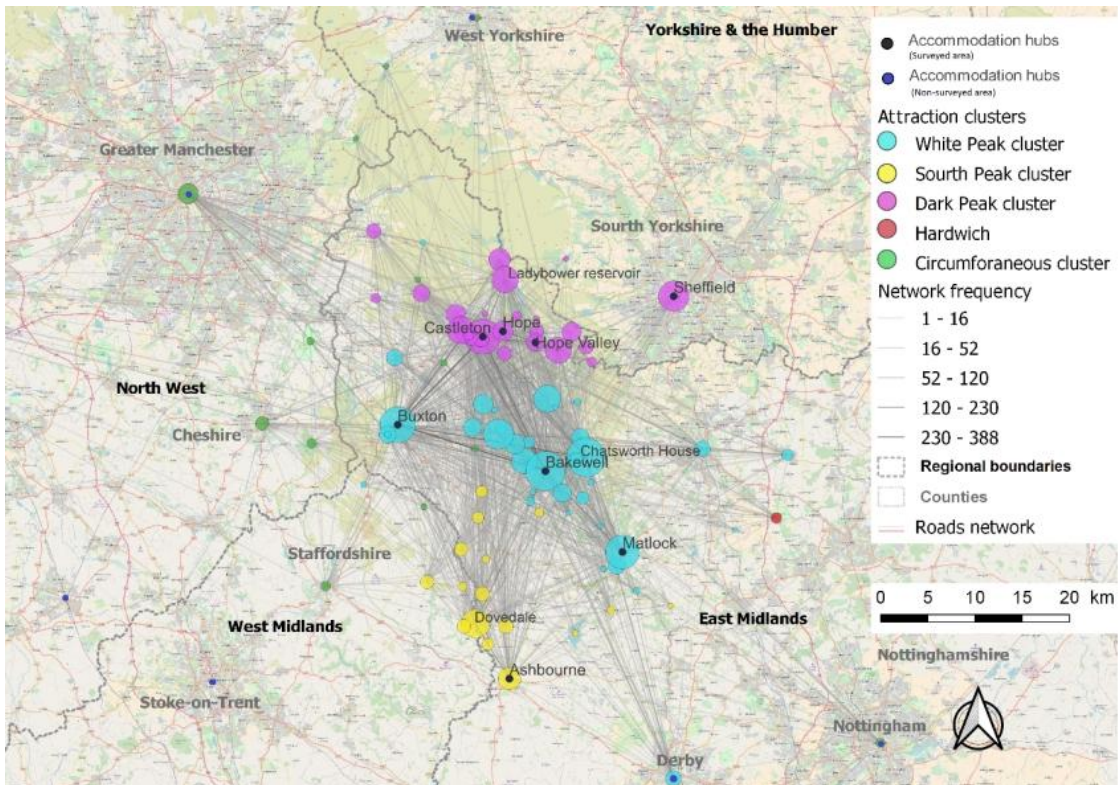 West Yorkshire
Yorkshire & the Humber
Greater Manchester
Sourth Yorkshire
Ladybower reservoir
Sheffield
Castleton
Hope
Hope Valley
North West
Buxton
Cheshire
Chatsworth House
Bakewell
Matlock
Staffordshire
West Midlands
Dovedale
East Midlands
Ashbourne
Stoke-on-Trent
Nottinghamshire
Nottingham
Derby
Accommodation hubs
(Surveyed area)
Accommodation hubs
(Non-surveyed area)
Attraction clusters
White Peak cluster
Sourth Peak cluster
Dark Peak cluster
Hardwich
Circumforaneous cluster
Network frequency
1 - 16
16 - 52
52 - 120
120 - 230
230 - 388
Regional boundaries
Counties
Roads network
0 5 10 15 20 km